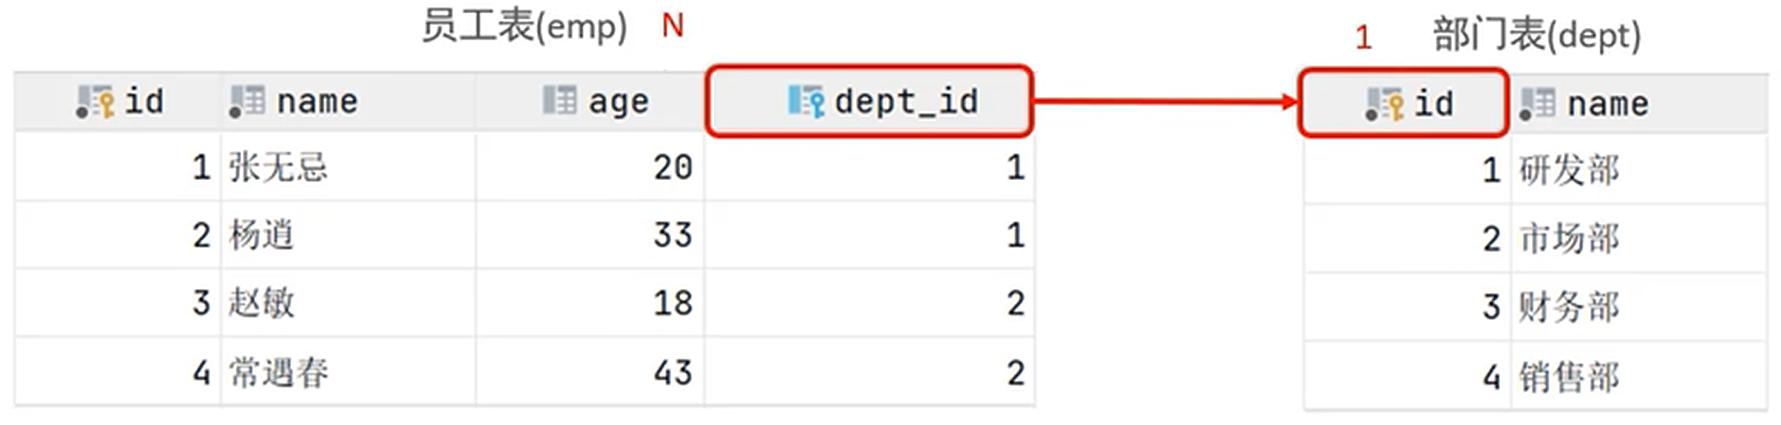 员工表(emp) N
1 部门表(dept)
id name age dept_id
1 张无忌 20 1
2 杨逍 33 1
3 赵敏 18 2
4 常遇春 43 2
id name
1 研发部
2 市场部
3 财务部
4 销售部